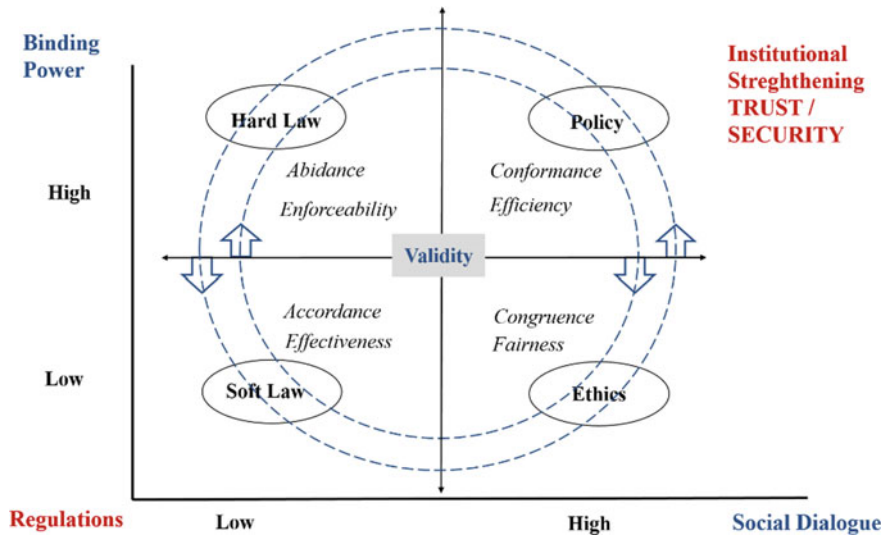 Binding
Power
Institutional
Streghthening
TRUST /
SECURITY
Hard Law
Policy
Abidance
Enforceability
Conformance
Efficiency
High
Validity
Accordance
Effectiveness
Congruence
Fairness
Low
Soft Law
Ethics
Regulations
Low
High
Social Dialogue